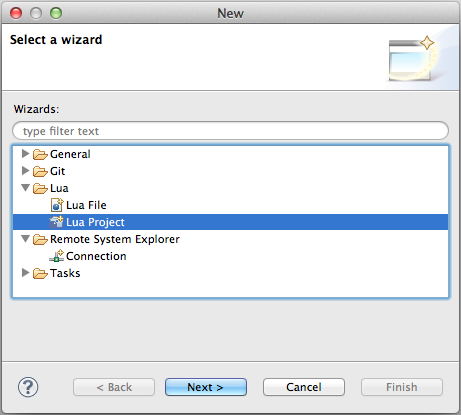 New
Select a wizard
Wizards:
type filter text
General
Git
Lua
Lua File
Lua Project
Remote System Explorer
Connection
Tasks
?
< Back
Next >
Cancel
Finish